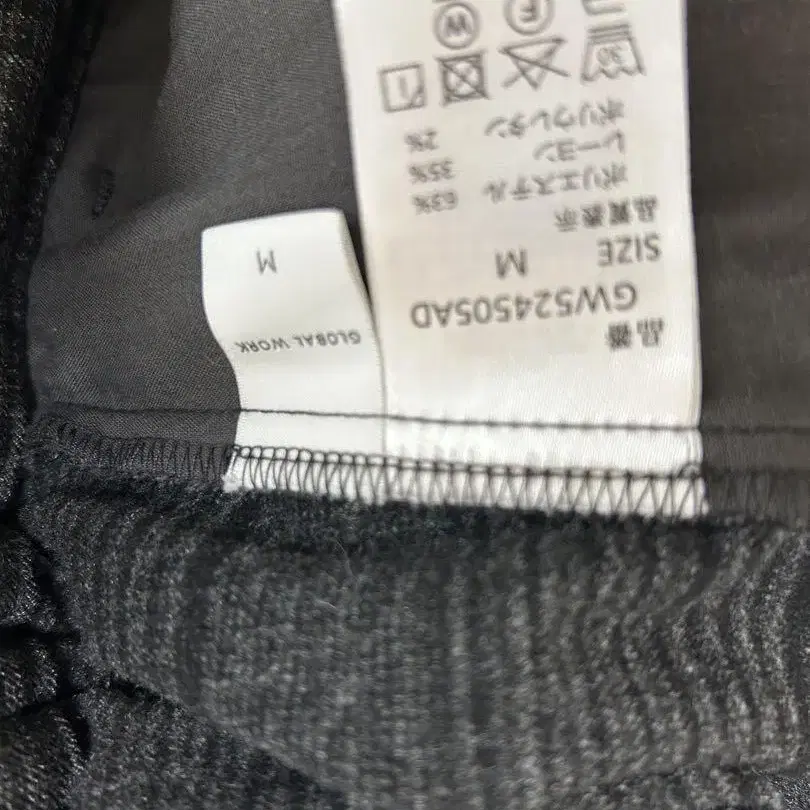 品番
GW524505AD
SIZE M
品質表示
ポリエステル 63%
レーヨン 35%
ポリウレタン 2%
30
F
W
GLOBAL WORK
M